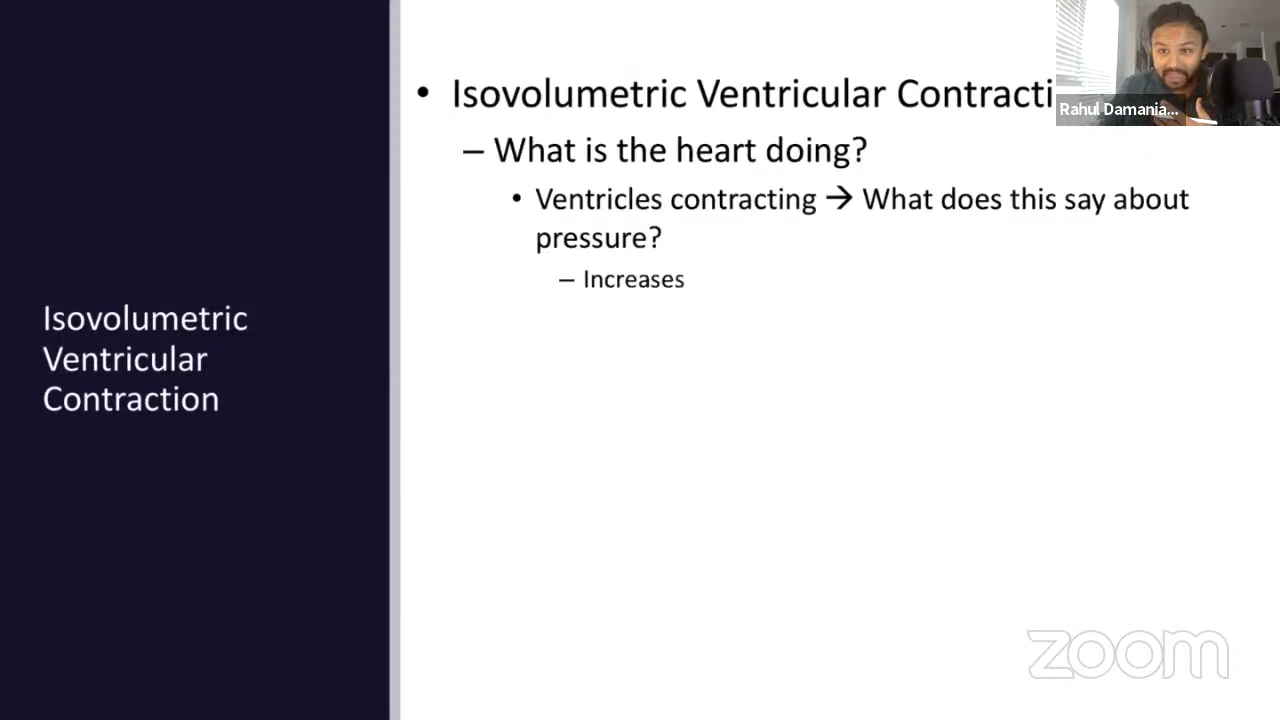 Isovolumetric Ventricular Contracti
Rahul Damania...
– What is the heart doing?
• Ventricles contracting → What does this say about
pressure?
– Increases
Isovolumetric
Ventricular
Contraction
zoom